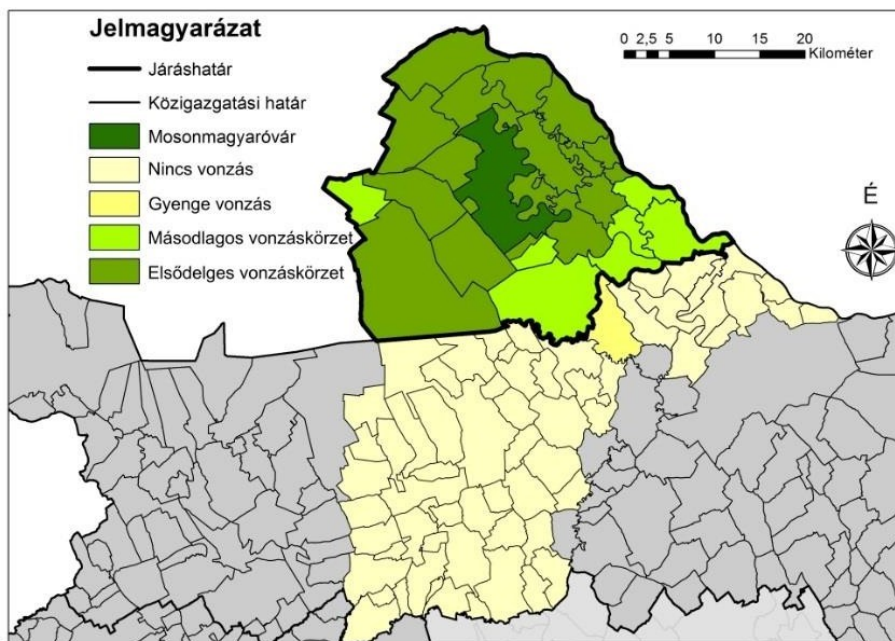 Jelmagyarázat
Járáshatár
Közigazgatási határ
Mosonmagyaróvár
Nincs vonzás
Gyenge vonzás
Másodlagos vonzáskörzet
Elsődelges vonzáskörzet
0 2,5 5 10 15 20
Kilométer
É